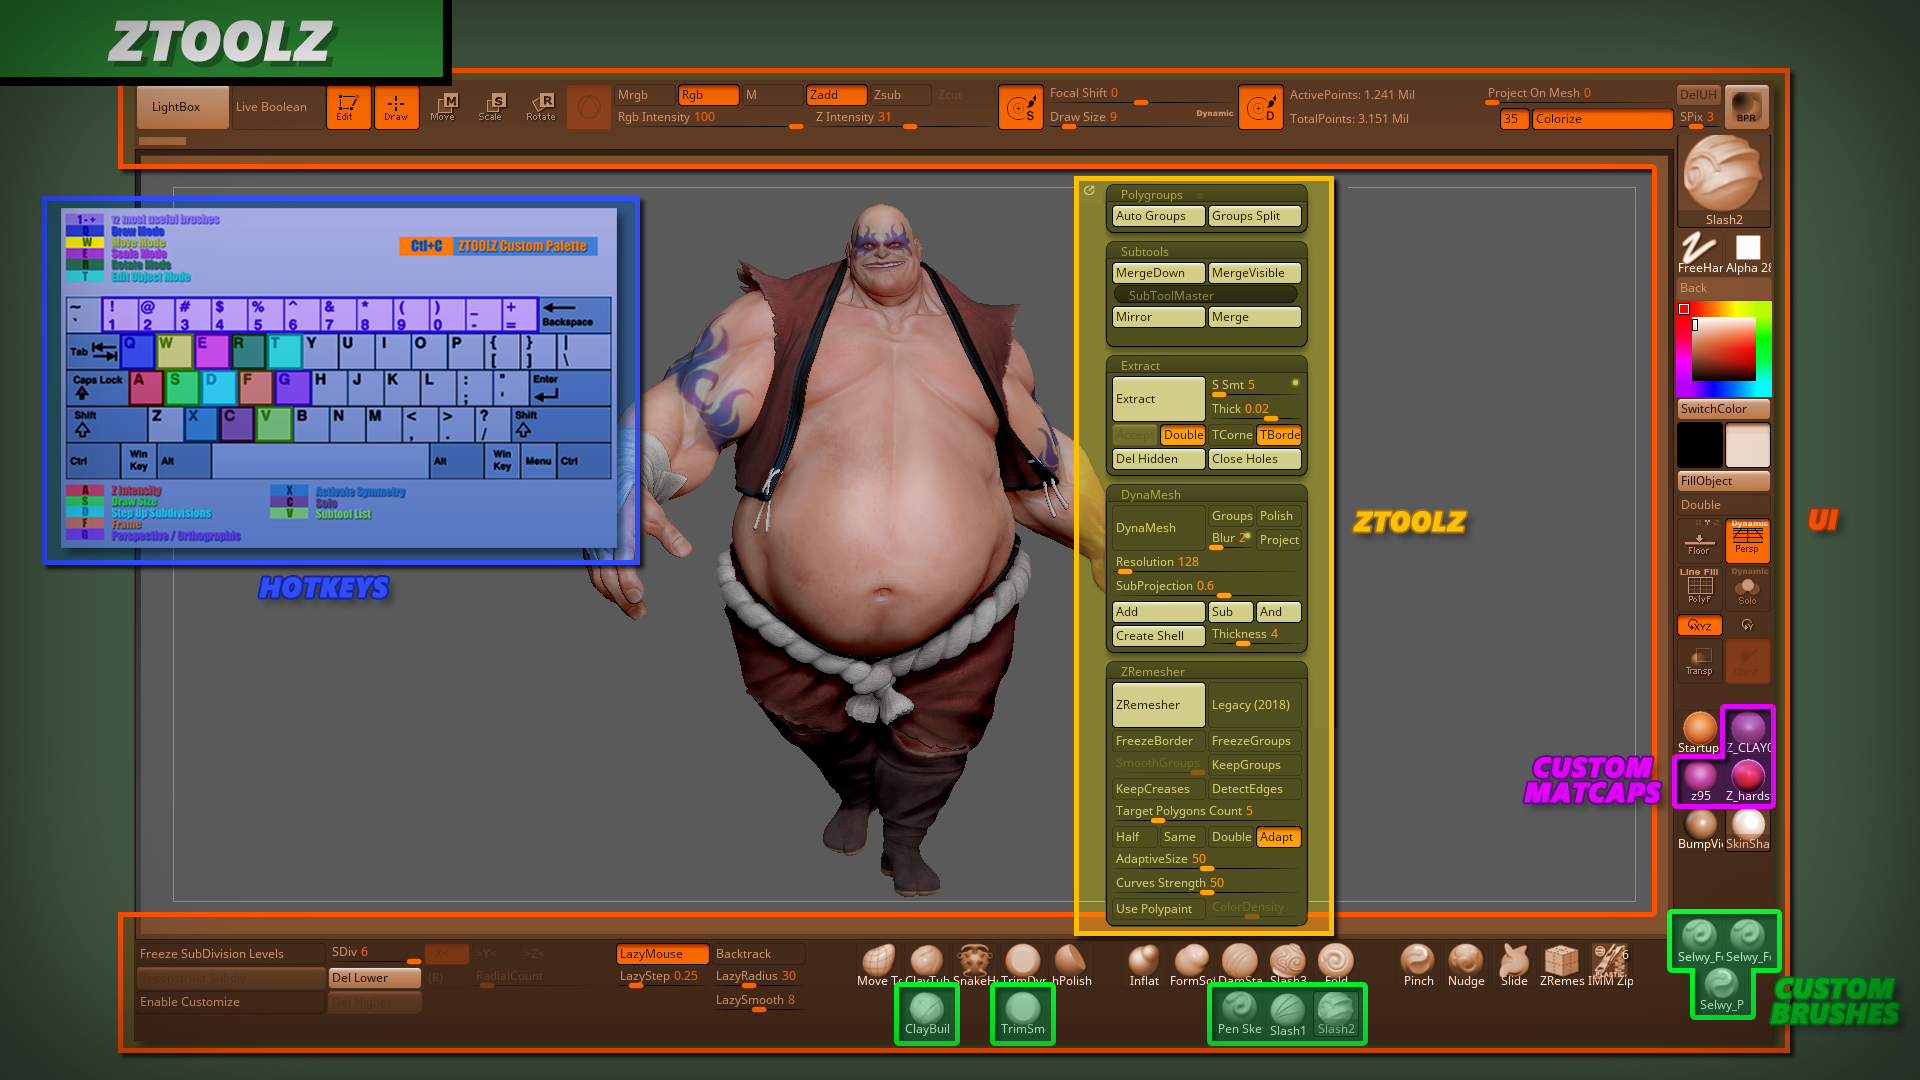 ZTOOLZ
LightBox
Live Boolean
Edit
Draw
Move
Scale
Rotate
Mrgb
Rgb
M
Rgb Intensity 100
Zadd
Zsub
Zcut
Z Intensity 31
S
Focal Shift 0
Draw Size 9
Dynamic
D
ActivePoints: 1.241 Mil
TotalPoints: 3.151 Mil
Project On Mesh 0
35
Colorize
DelUH
SPix 3
BPR
Slash2
FreeHar
Alpha 28
Back
SwitchColor
FillObject
Double
Floor
Dynamic
Persp
Line Fill
PolyF
Dynamic
Solo
XYZ
Y
Transp
Startup
Z_CLAY0
z95
Z_hards
BumpVi
SkinSha
1-+ 12 most useful brushes
Q Draw Mode
W Move Mode
E Scale Mode
R Rotate Mode
T Edit Object Mode
Ctl+C ZTOOLZ Custom Palette
~ ! @ # $ % ^ & * ( ) _ +
` 1 2 3 4 5 6 7 8 9 0 - =
Backspace
Tab Q W E R T Y U I O P { } |
[ ] \
Caps Lock A S D F G H J K L : "
; '
Enter
Shift Z X C V B N M < > ? Shift
, . /
Ctrl Win Key Alt Alt Win Key Menu Ctrl
A Z Intensity
S Draw Size
D Step Up Subdivisions
F Frame
G Perspective / Orthographic
X Activate Symmetry
C Solo
V Subtool List
HOTKEYS
Polygroups
Auto Groups
Groups Split
Subtools
MergeDown
MergeVisible
SubToolMaster
Mirror
Merge
Extract
Extract
S Smt 5
Thick 0.02
Accept
Double
TCorne
TBorde
Del Hidden
Close Holes
DynaMesh
DynaMesh
Groups
Polish
Blur 2
Project
Resolution 128
SubProjection 0.6
Add
Sub
And
Create Shell
Thickness 4
ZRemesher
ZRemesher
Legacy (2018)
FreezeBorder
FreezeGroups
SmoothGroups
KeepGroups
KeepCreases
DetectEdges
Target Polygons Count 5
Half
Same
Double
Adapt
AdaptiveSize 50
Curves Strength 50
Use Polypaint
ColorDensity
ZTOOLZ
UI
CUSTOM
MATCAPS
Freeze SubDivision Levels
SDiv 6
>Y<
>Z<
Reconstruct Subdiv
Del Lower
(R)
RadialCount
Enable Customize
Del Higher
LazyMouse
Backtrack
LazyStep 0.25
LazyRadius 30
LazySmooth 8
Move T
ClayTub
SnakeH
TrimDyr
hPolish
Inflat
FormSo
DamSta
Slash3
Fold
Pinch
Nudge
Slide
ZRemes
IMM Zip
ClayBuil
TrimSm
Pen Ske
Slash1
Slash2
Selwy_F
Selwy_F
Selwy_P
CUSTOM
BRUSHES